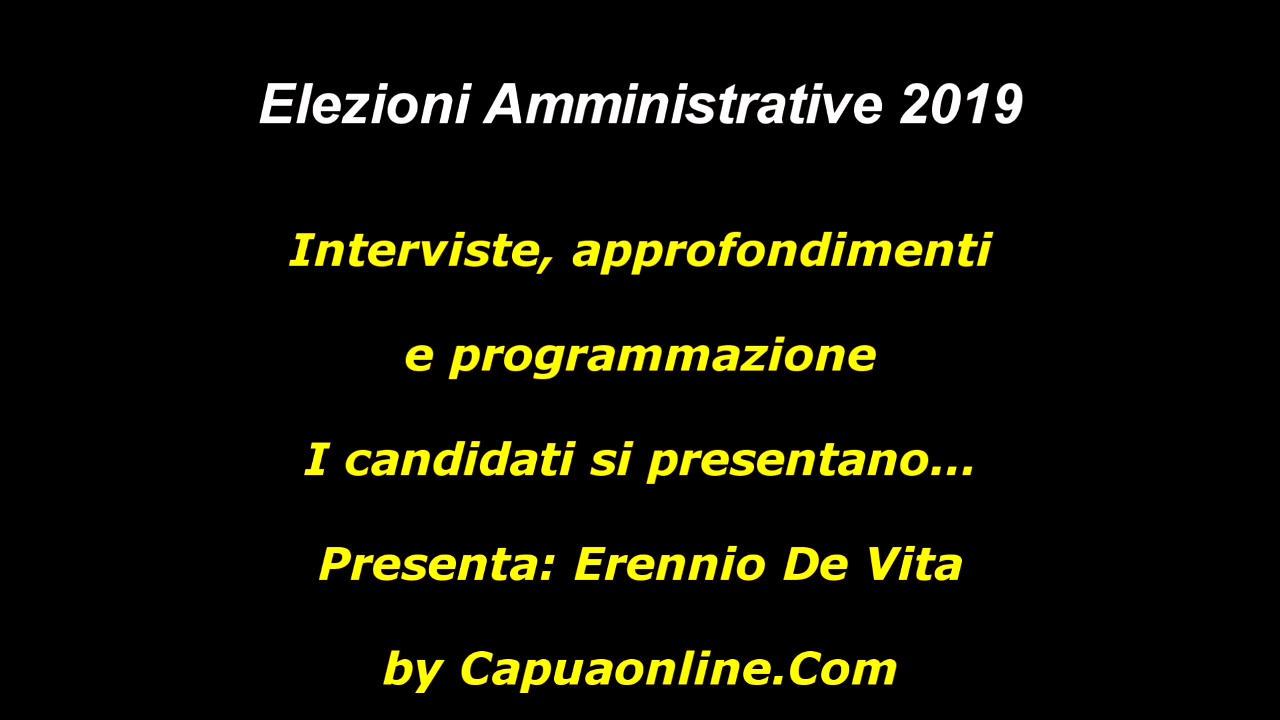 Elezioni Amministrative 2019
Interviste, approfondimenti
e programmazione
I candidati si presentano...
Presenta: Erennio De Vita
by Capuaonline.Com